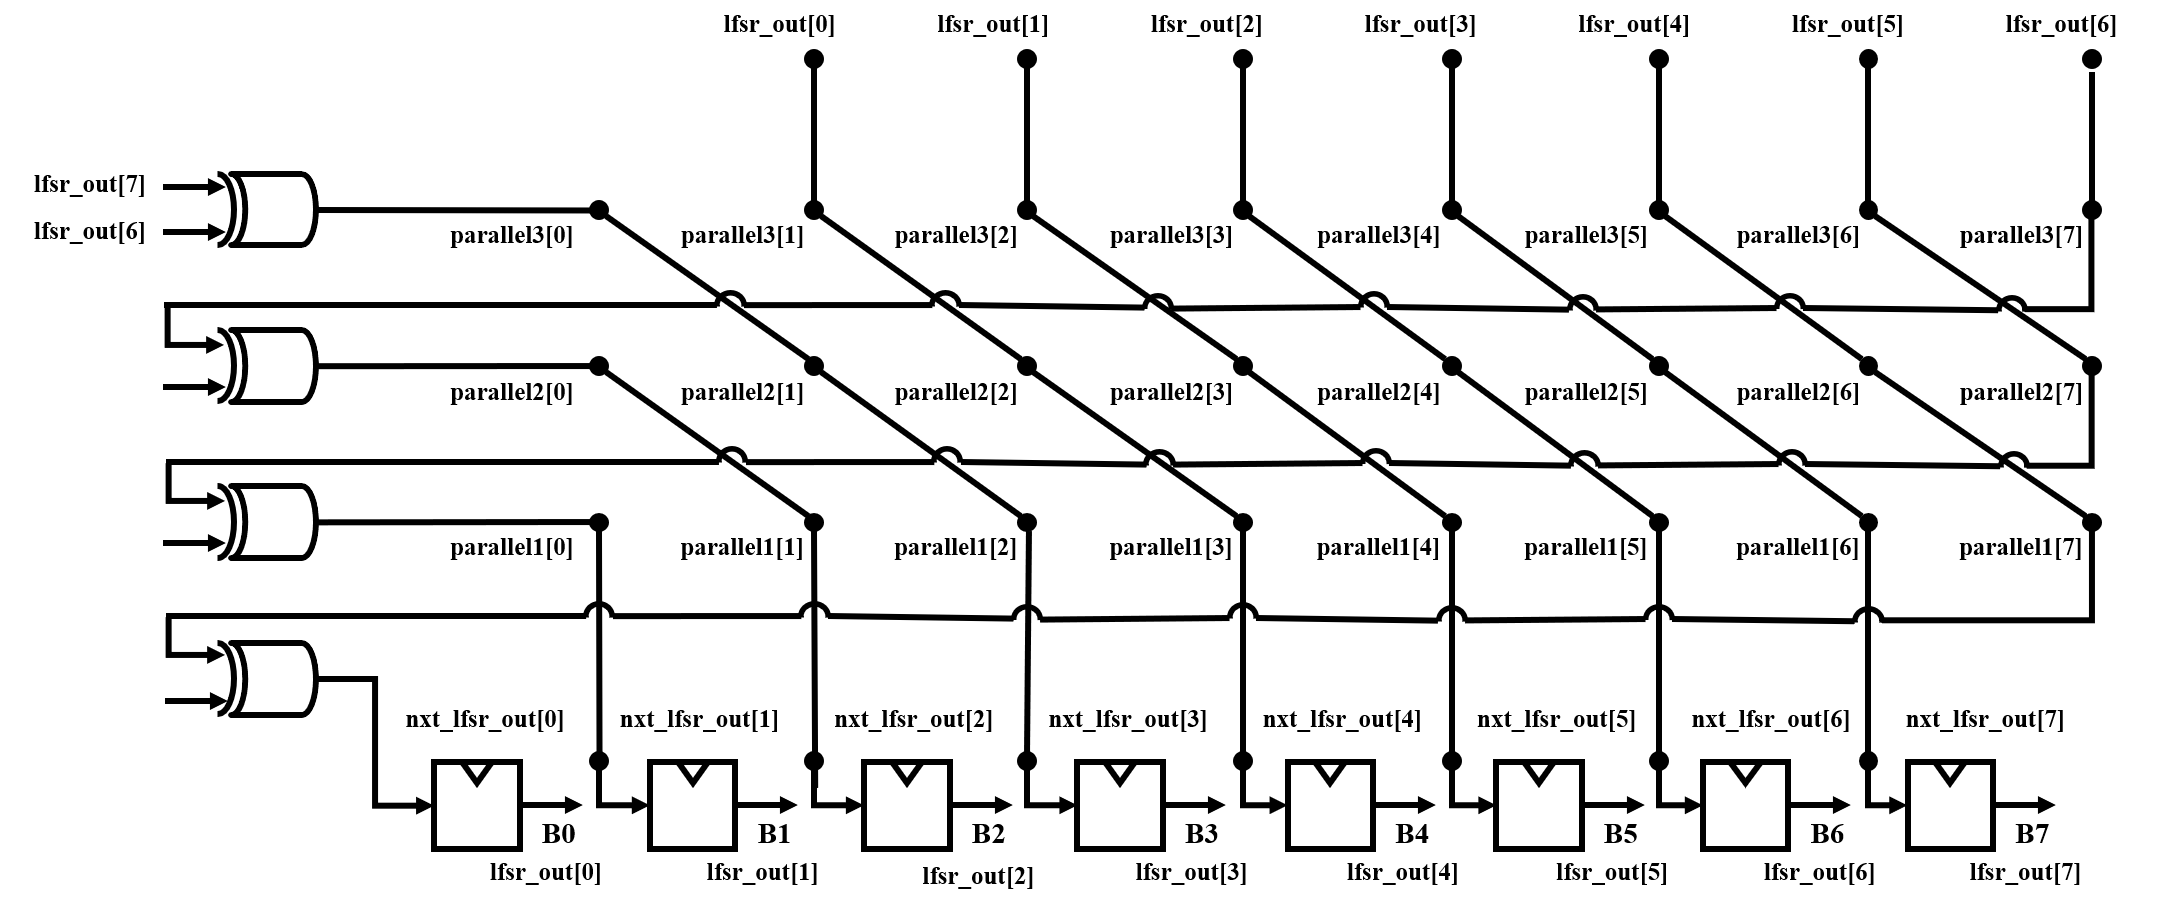 lfsr_out[0] lfsr_out[1] lfsr_out[2] lfsr_out[3] lfsr_out[4] lfsr_out[5] lfsr_out[6]
lfsr_out[7]
lfsr_out[6]
parallel3[0] parallel3[1] parallel3[2] parallel3[3] parallel3[4] parallel3[5] parallel3[6] parallel3[7]
parallel2[0] parallel2[1] parallel2[2] parallel2[3] parallel2[4] parallel2[5] parallel2[6] parallel2[7]
parallel1[0] parallel1[1] parallel1[2] parallel1[3] parallel1[4] parallel1[5] parallel1[6] parallel1[7]
nxt_lfsr_out[0] nxt_lfsr_out[1] nxt_lfsr_out[2] nxt_lfsr_out[3] nxt_lfsr_out[4] nxt_lfsr_out[5] nxt_lfsr_out[6] nxt_lfsr_out[7]
B0 B1 B2 B3 B4 B5 B6 B7
lfsr_out[0] lfsr_out[1] lfsr_out[2] lfsr_out[3] lfsr_out[4] lfsr_out[5] lfsr_out[6] lfsr_out[7]